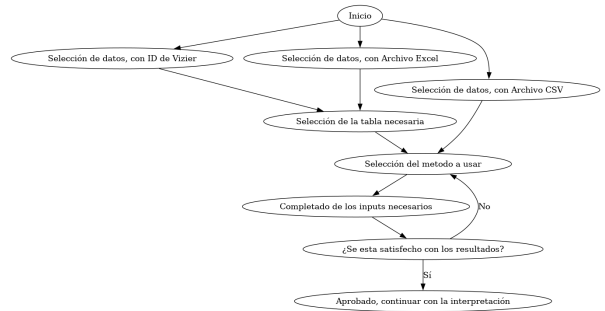 Inicio
Selección de datos, con ID de Vizier
Selección de datos, con Archivo Excel
Selección de datos, con Archivo CSV
Selección de la tabla necesaria
Selección del metodo a usar
Completado de los inputs necesarios
No
¿Se esta satisfecho con los resultados?
Sí
Aprobado, continuar con la interpretación